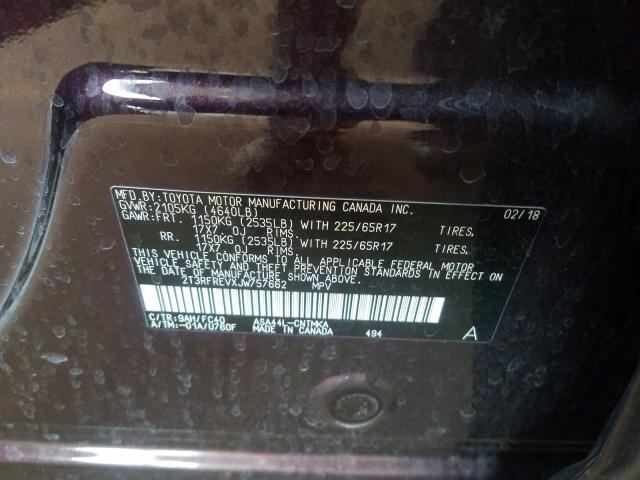 MFD.BY:TOYOTA MOTOR MANUFACTURING CANADA INC. 02/18
GVWR:2105KG (4640LB)
GAWR:FRT. 1150KG (2535LB) WITH 225/65R17 TIRES,
17X7 0J RIMS.
RR. 1150KG (2535LB) WITH 225/65R17 TIRES,
17X7 0J RIMS.
THIS VEHICLE CONFORMS TO ALL APPLICABLE FEDERAL MOTOR
VEHICLE SAFETY AND THEFT PREVENTION STANDARDS IN EFFECT
ON THE DATE OF MANUFACTURE SHOWN ABOVE.
2T3RFREVXJW757662 MPV
C/TR:9AH/FC40 ASA44L-CNTMKA
A/TM:-01A/U760F MADE IN CANADA 494 A